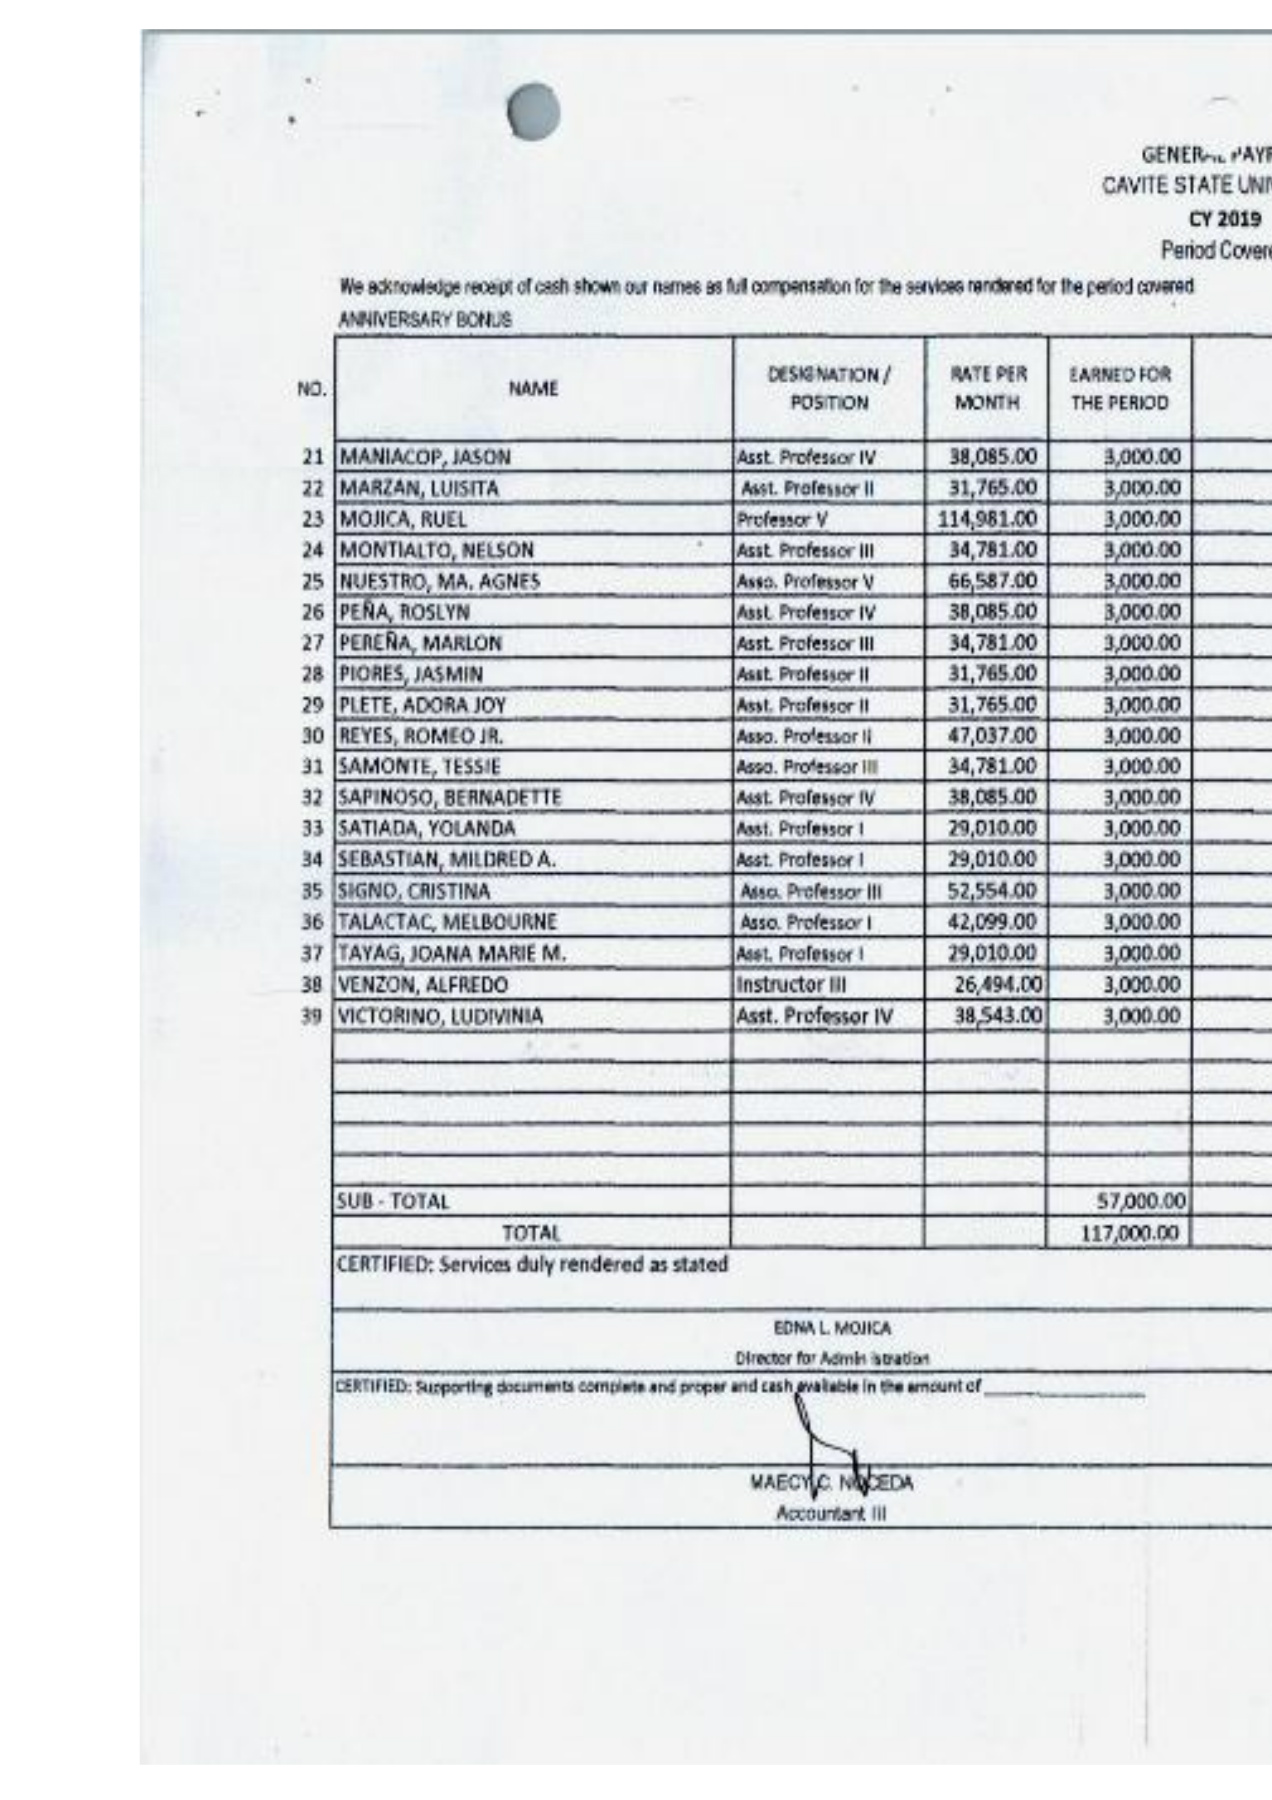 GENERAL PAYR
CAVITE STATE UNIV
CY 2019
Period Covere
We acknowledge receipt of cash shown our names as full compensation for the services rendered for the period covered
ANNIVERSARY BONUS
NO. NAME DESIGNATION / POSITION RATE PER MONTH EARNED FOR THE PERIOD
21 MANIACOP, JASON Asst. Professor IV 38,085.00 3,000.00
22 MARZAN, LUISITA Asst. Professor II 31,765.00 3,000.00
23 MOJICA, RUEL Professor V 114,981.00 3,000.00
24 MONTIALTO, NELSON Asst. Professor III 34,781.00 3,000.00
25 NUESTRO, MA. AGNES Asso. Professor V 66,587.00 3,000.00
26 PEÑA, ROSLYN Asst. Professor IV 38,085.00 3,000.00
27 PEREÑA, MARLON Asst. Professor III 34,781.00 3,000.00
28 PIORES, JASMIN Asst. Professor II 31,765.00 3,000.00
29 PLETE, ADORA JOY Asst. Professor II 31,765.00 3,000.00
30 REYES, ROMEO JR. Asso. Professor II 47,037.00 3,000.00
31 SAMONTE, TESSIE Asso. Professor III 34,781.00 3,000.00
32 SAPINOSO, BERNADETTE Asst. Professor IV 38,085.00 3,000.00
33 SATIADA, YOLANDA Asst. Professor I 29,010.00 3,000.00
34 SEBASTIAN, MILDRED A. Asst. Professor I 29,010.00 3,000.00
35 SIGNO, CRISTINA Asso. Professor III 52,554.00 3,000.00
36 TALACTAC, MELBOURNE Asso. Professor I 42,099.00 3,000.00
37 TAYAG, JOANA MARIE M. Asst. Professor I 29,010.00 3,000.00
38 VENZON, ALFREDO Instructor III 26,494.00 3,000.00
39 VICTORINO, LUDIVINIA Asst. Professor IV 38,543.00 3,000.00
SUB - TOTAL 57,000.00
TOTAL 117,000.00
CERTIFIED: Services duly rendered as stated
EDNA L. MOJICA
Director for Administration
CERTIFIED: Supporting documents complete and proper and cash available in the amount of
MAECY C. NOCEDA
Accountant III